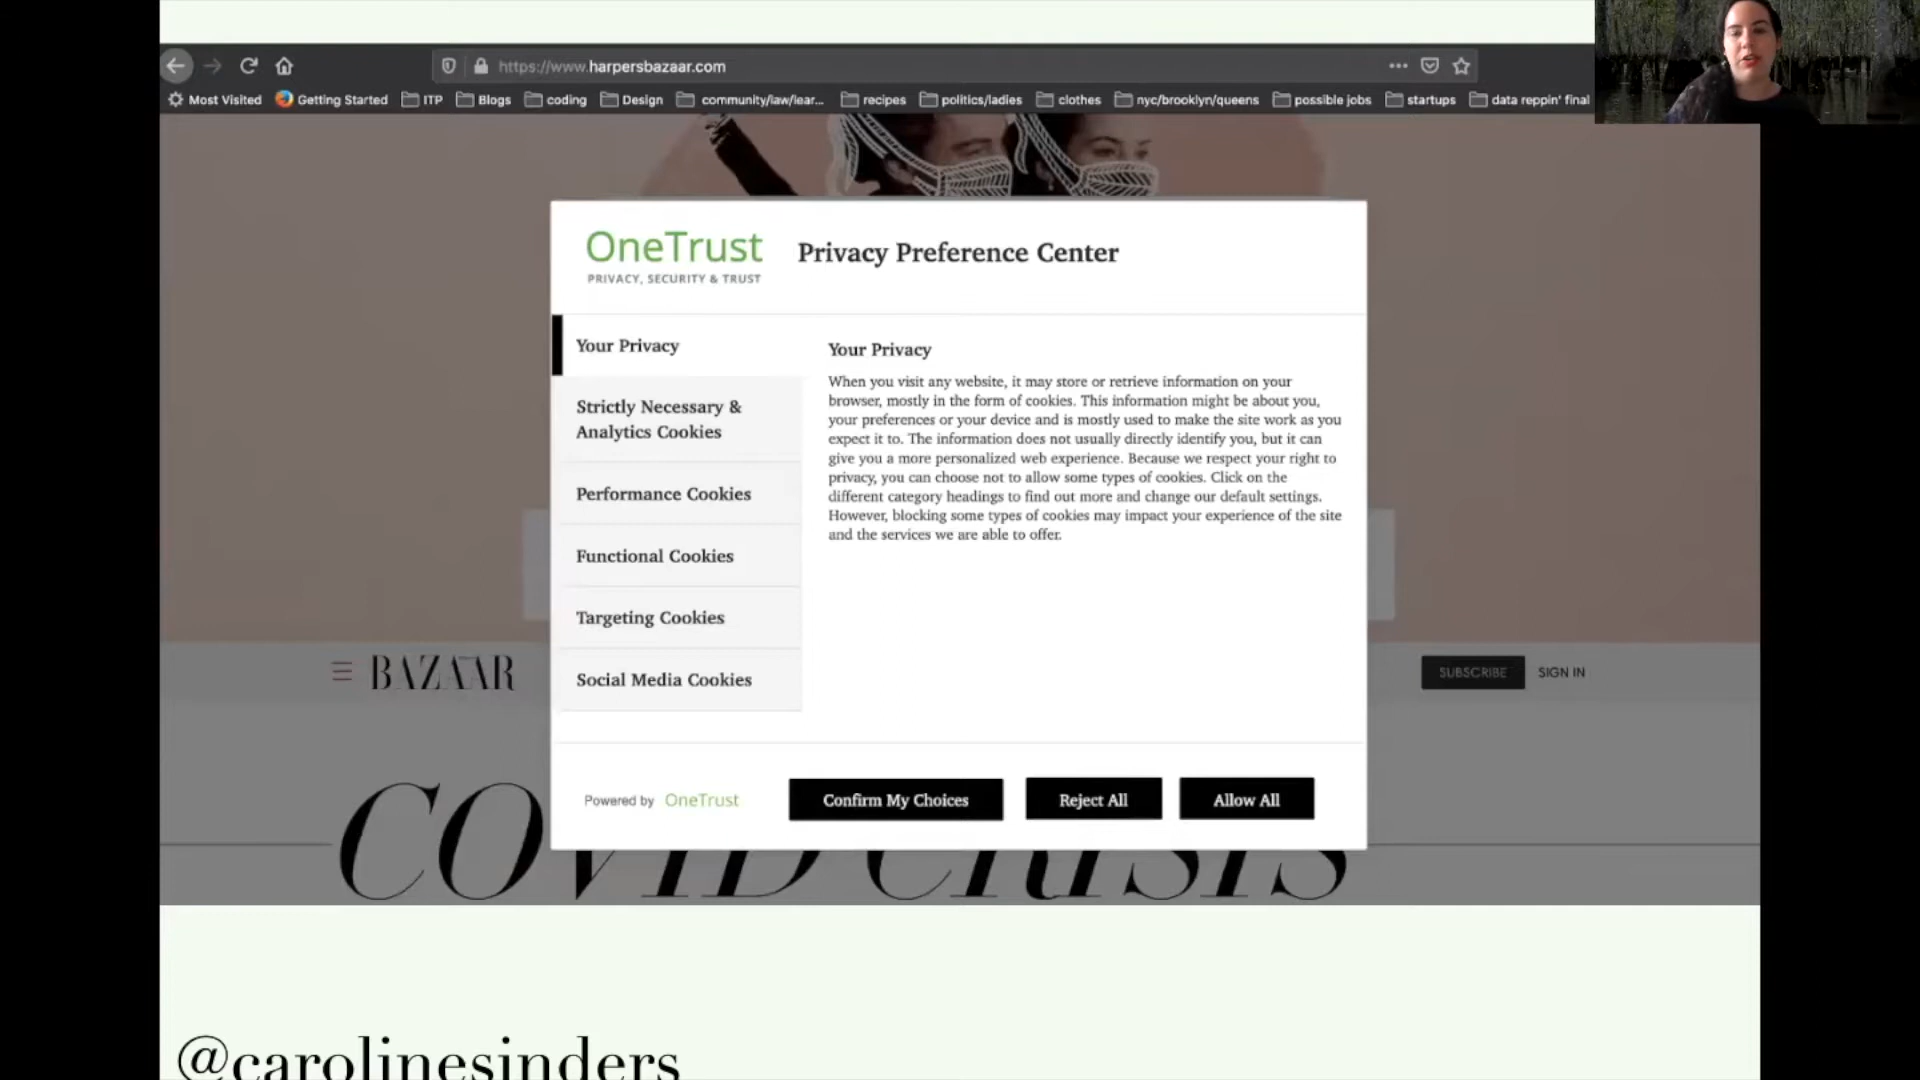 https://www.harpersbazaar.com
Most Visited Getting Started ITP Blogs coding Design community/law/lear... recipes politics/ladies clothes nyc/brooklyn/queens possible jobs startups data reppin' final
OneTrust
PRIVACY, SECURITY & TRUST
Privacy Preference Center
Your Privacy
Strictly Necessary &
Analytics Cookies
Performance Cookies
Functional Cookies
Targeting Cookies
Social Media Cookies
Your Privacy
When you visit any website, it may store or retrieve information on your
browser, mostly in the form of cookies. This information might be about you,
your preferences or your device and is mostly used to make the site work as you
expect it to. The information does not usually directly identify you, but it can
give you a more personalized web experience. Because we respect your right to
privacy, you can choose not to allow some types of cookies. Click on the
different category headings to find out more and change our default settings.
However, blocking some types of cookies may impact your experience of the site
and the services we are able to offer.
BAZAAR
SUBSCRIBE SIGN IN
Powered by OneTrust
Confirm My Choices Reject All Allow All
COVID CRISIS
@carolinesinders